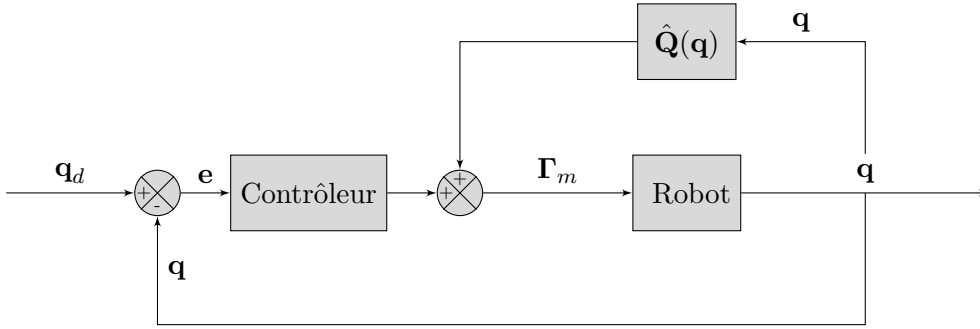 Q̂(q)
q
q_d
+
-
e
Contrôleur
+
+
Γ_m
Robot
q
q